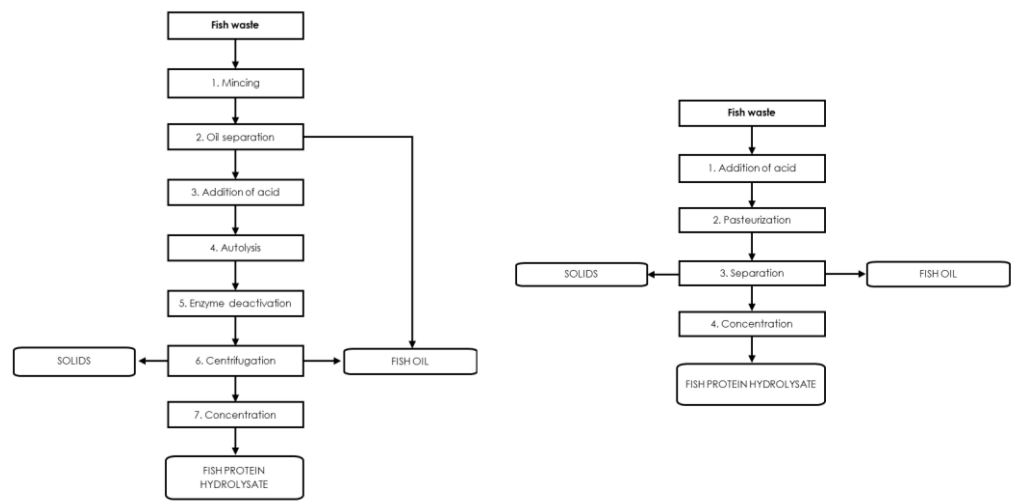 Fish waste
1. Mincing
2. Oil separation
3. Addition of acid
4. Autolysis
5. Enzyme deactivation
SOLIDS
6. Centrifugation
FISH OIL
7. Concentration
FISH PROTEIN
HYDROLYSATE
Fish waste
1. Addition of acid
2. Pasteurization
SOLIDS
3. Separation
FISH OIL
4. Concentration
FISH PROTEIN HYDROLYSATE